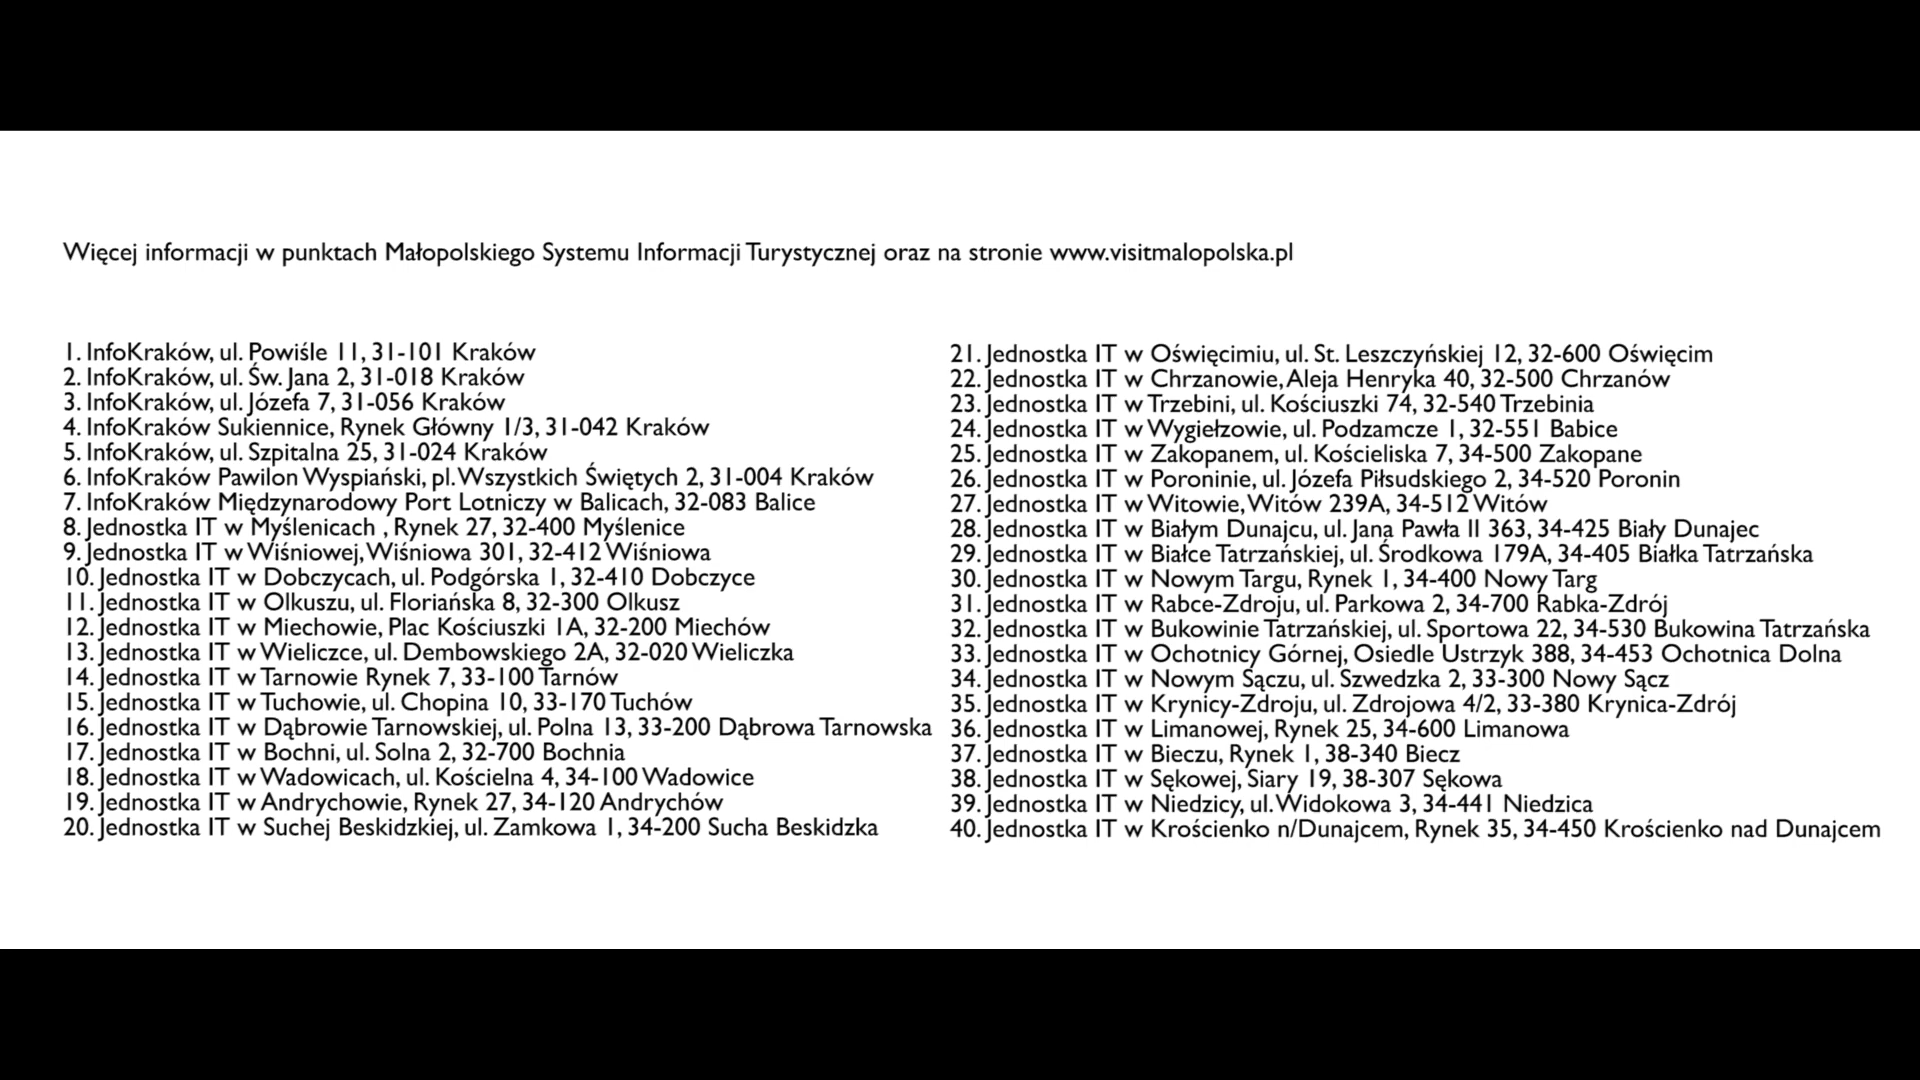 Więcej informacji w punktach Małopolskiego Systemu Informacji Turystycznej oraz na stronie www.visitmalopolska.pl
1. InfoKraków, ul. Powiśle 11, 31-101 Kraków
2. InfoKraków, ul. Św. Jana 2, 31-018 Kraków
3. InfoKraków, ul. Józefa 7, 31-056 Kraków
4. InfoKraków Sukiennice, Rynek Główny 1/3, 31-042 Kraków
5. InfoKraków, ul. Szpitalna 25, 31-024 Kraków
6. InfoKraków Pawilon Wyspiański, pl. Wszystkich Świętych 2, 31-004 Kraków
7. InfoKraków Międzynarodowy Port Lotniczy w Balicach, 32-083 Balice
8. Jednostka IT w Myślenicach , Rynek 27, 32-400 Myślenice
9. Jednostka IT w Wiśniowej, Wiśniowa 301, 32-412 Wiśniowa
10. Jednostka IT w Dobczycach, ul. Podgórska 1, 32-410 Dobczyce
11. Jednostka IT w Olkuszu, ul. Floriańska 8, 32-300 Olkusz
12. Jednostka IT w Miechowie, Plac Kościuszki 1A, 32-200 Miechów
13. Jednostka IT w Wieliczce, ul. Dembowskiego 2A, 32-020 Wieliczka
14. Jednostka IT w Tarnowie Rynek 7, 33-100 Tarnów
15. Jednostka IT w Tuchowie, ul. Chopina 10, 33-170 Tuchów
16. Jednostka IT w Dąbrowie Tarnowskiej, ul. Polna 13, 33-200 Dąbrowa Tarnowska
17. Jednostka IT w Bochni, ul. Solna 2, 32-700 Bochnia
18. Jednostka IT w Wadowicach, ul. Kościelna 4, 34-100 Wadowice
19. Jednostka IT w Andrychowie, Rynek 27, 34-120 Andrychów
20. Jednostka IT w Suchej Beskidzkiej, ul. Zamkowa 1, 34-200 Sucha Beskidzka
21. Jednostka IT w Oświęcimiu, ul. St. Leszczyńskiej 12, 32-600 Oświęcim
22. Jednostka IT w Chrzanowie, Aleja Henryka 40, 32-500 Chrzanów
23. Jednostka IT w Trzebini, ul. Kościuszki 74, 32-540 Trzebinia
24. Jednostka IT w Wygiełzowie, ul. Podzamcze 1, 32-551 Babice
25. Jednostka IT w Zakopanem, ul. Kościeliska 7, 34-500 Zakopane
26. Jednostka IT w Poroninie, ul. Józefa Piłsudskiego 2, 34-520 Poronin
27. Jednostka IT w Witowie, Witów 239A, 34-512 Witów
28. Jednostka IT w Białym Dunajcu, ul. Jana Pawła II 363, 34-425 Biały Dunajec
29. Jednostka IT w Białce Tatrzańskiej, ul. Środkowa 179A, 34-405 Białka Tatrzańska
30. Jednostka IT w Nowym Targu, Rynek 1, 34-400 Nowy Targ
31. Jednostka IT w Rabce-Zdroju, ul. Parkowa 2, 34-700 Rabka-Zdrój
32. Jednostka IT w Bukowinie Tatrzańskiej, ul. Sportowa 22, 34-530 Bukowina Tatrzańska
33. Jednostka IT w Ochotnicy Górnej, Osiedle Ustrzyk 388, 34-453 Ochotnica Dolna
34. Jednostka IT w Nowym Sączu, ul. Szwedzka 2, 33-300 Nowy Sącz
35. Jednostka IT w Krynicy-Zdroju, ul. Zdrojowa 4/2, 33-380 Krynica-Zdrój
36. Jednostka IT w Limanowej, Rynek 25, 34-600 Limanowa
37. Jednostka IT w Bieczu, Rynek 1, 38-340 Biecz
38. Jednostka IT w Sękowej, Siary 19, 38-307 Sękowa
39. Jednostka IT w Niedzicy, ul. Widokowa 3, 34-441 Niedzica
40. Jednostka IT w Krościenko n/Dunajcem, Rynek 35, 34-450 Krościenko nad Dunajcem